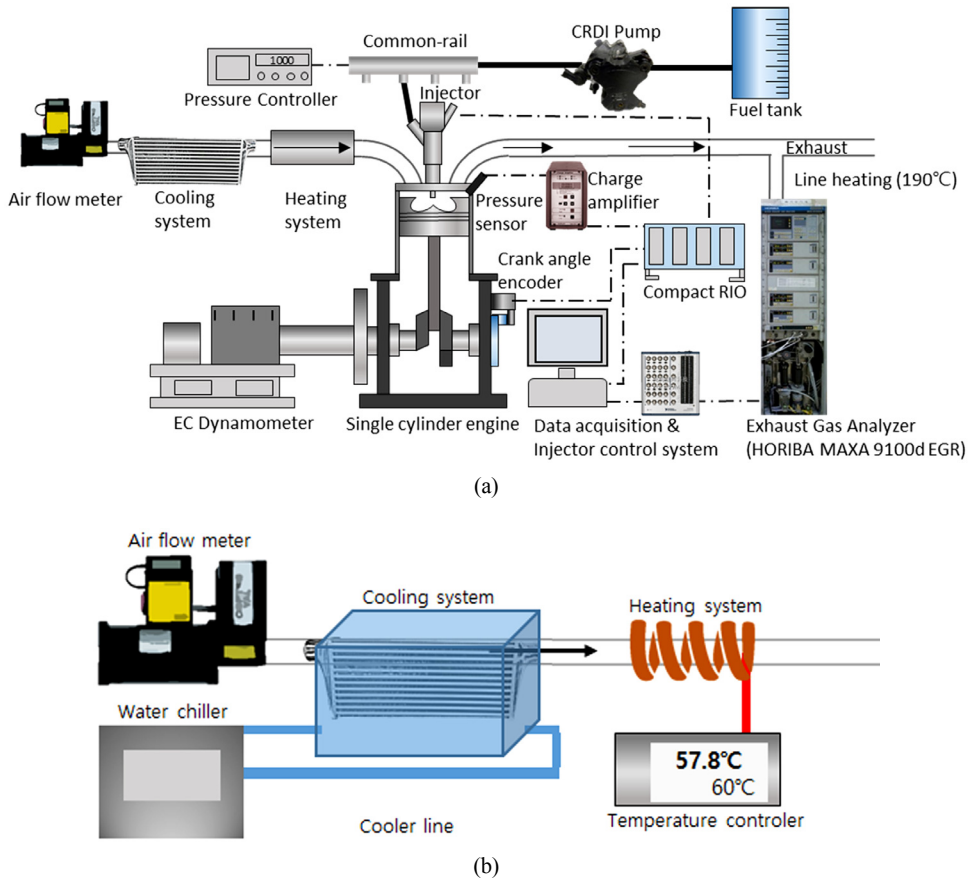 CRDI Pump
Common-rail
1000
Injector
Pressure Controller
Fuel tank
Exhaust
Air flow meter
Cooling
system
Heating
system
Pressure
sensor
Charge
amplifier
Line heating (190℃)
Crank angle
encoder
Compact RIO
EC Dynamometer
Single cylinder engine
Data acquisition &
Injector control system
Exhaust Gas Analyzer
(HORIBA MAXA 9100d EGR)
(a)
Air flow meter
Cooling system
Heating system
Water chiller
57.8℃
60℃
Cooler line
Temperature controler
(b)